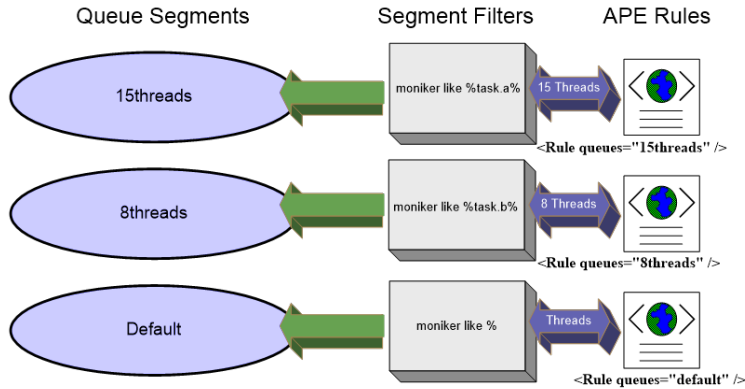 Queue Segments
Segment Filters
APE Rules
15threads
moniker like %task.a%
15 Threads
<Rule queues="15threads" />
8threads
moniker like %task.b%
8 Threads
<Rule queues="8threads" />
Default
moniker like %
Threads
<Rule queues="default" />